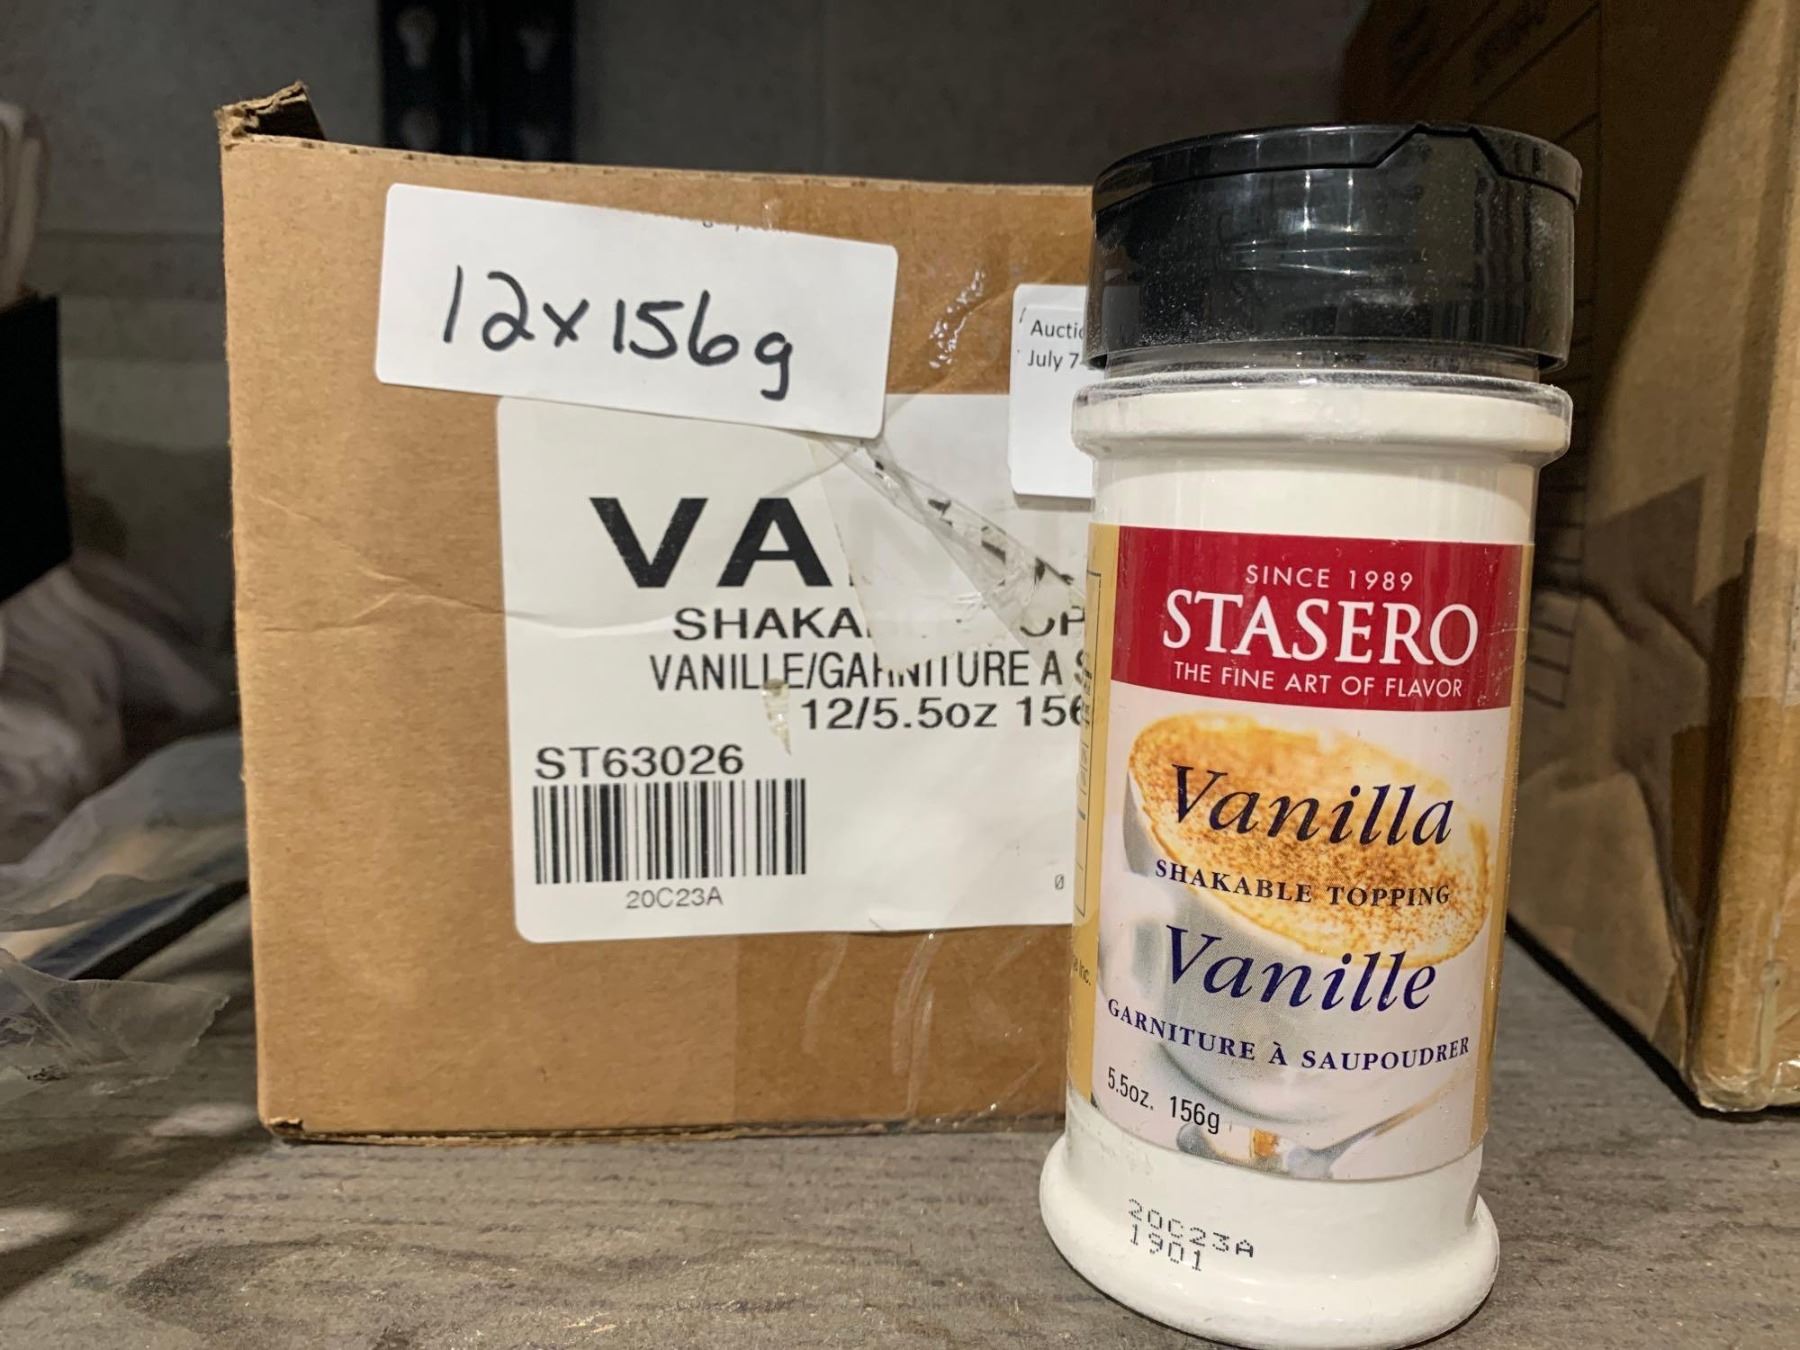 12x156g
Auctio
July 7-
VA
SHAKA
VANILLE/GARNITURE A S
12/5.5oz 156
ST63026
20C23A
SINCE 1989
STASERO
THE FINE ART OF FLAVOR
Vanilla
SHAKABLE TOPPING
Vanille
GARNITURE À SAUPOUDRER
5.5oz. 156g
20C23A
1901